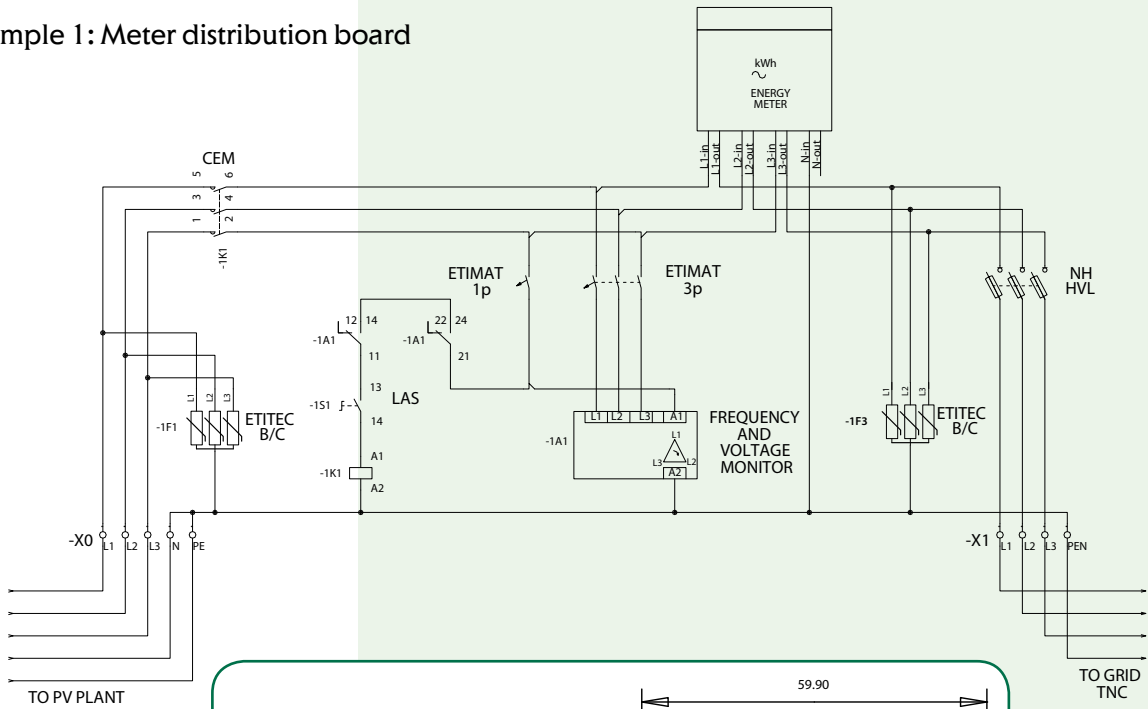 mple 1: Meter distribution board
kWh
ENERGY
METER
L1-in
L1-out
L2-in
L2-out
L3-in
L3-out
N-in
N-out
CEM
5 6
3 4
1 2
-1K1
ETIMAT
1p
ETIMAT
3p
NH
HVL
12 14
-1A1
11
22 24
-1A1
21
13
-1S1
14
LAS
A1
-1K1
A2
L1 L2 L3
-1F1
ETITEC
B/C
L1 L2 L3 A1
-1A1
L1
L3 L2
A2
FREQUENCY
AND
VOLTAGE
MONITOR
L1 L2 L3
-1F3
ETITEC
B/C
-X0 L1 L2 L3 N PE
-X1 L1 L2 L3 PEN
TO PV PLANT
TO GRID
TNC
59.90